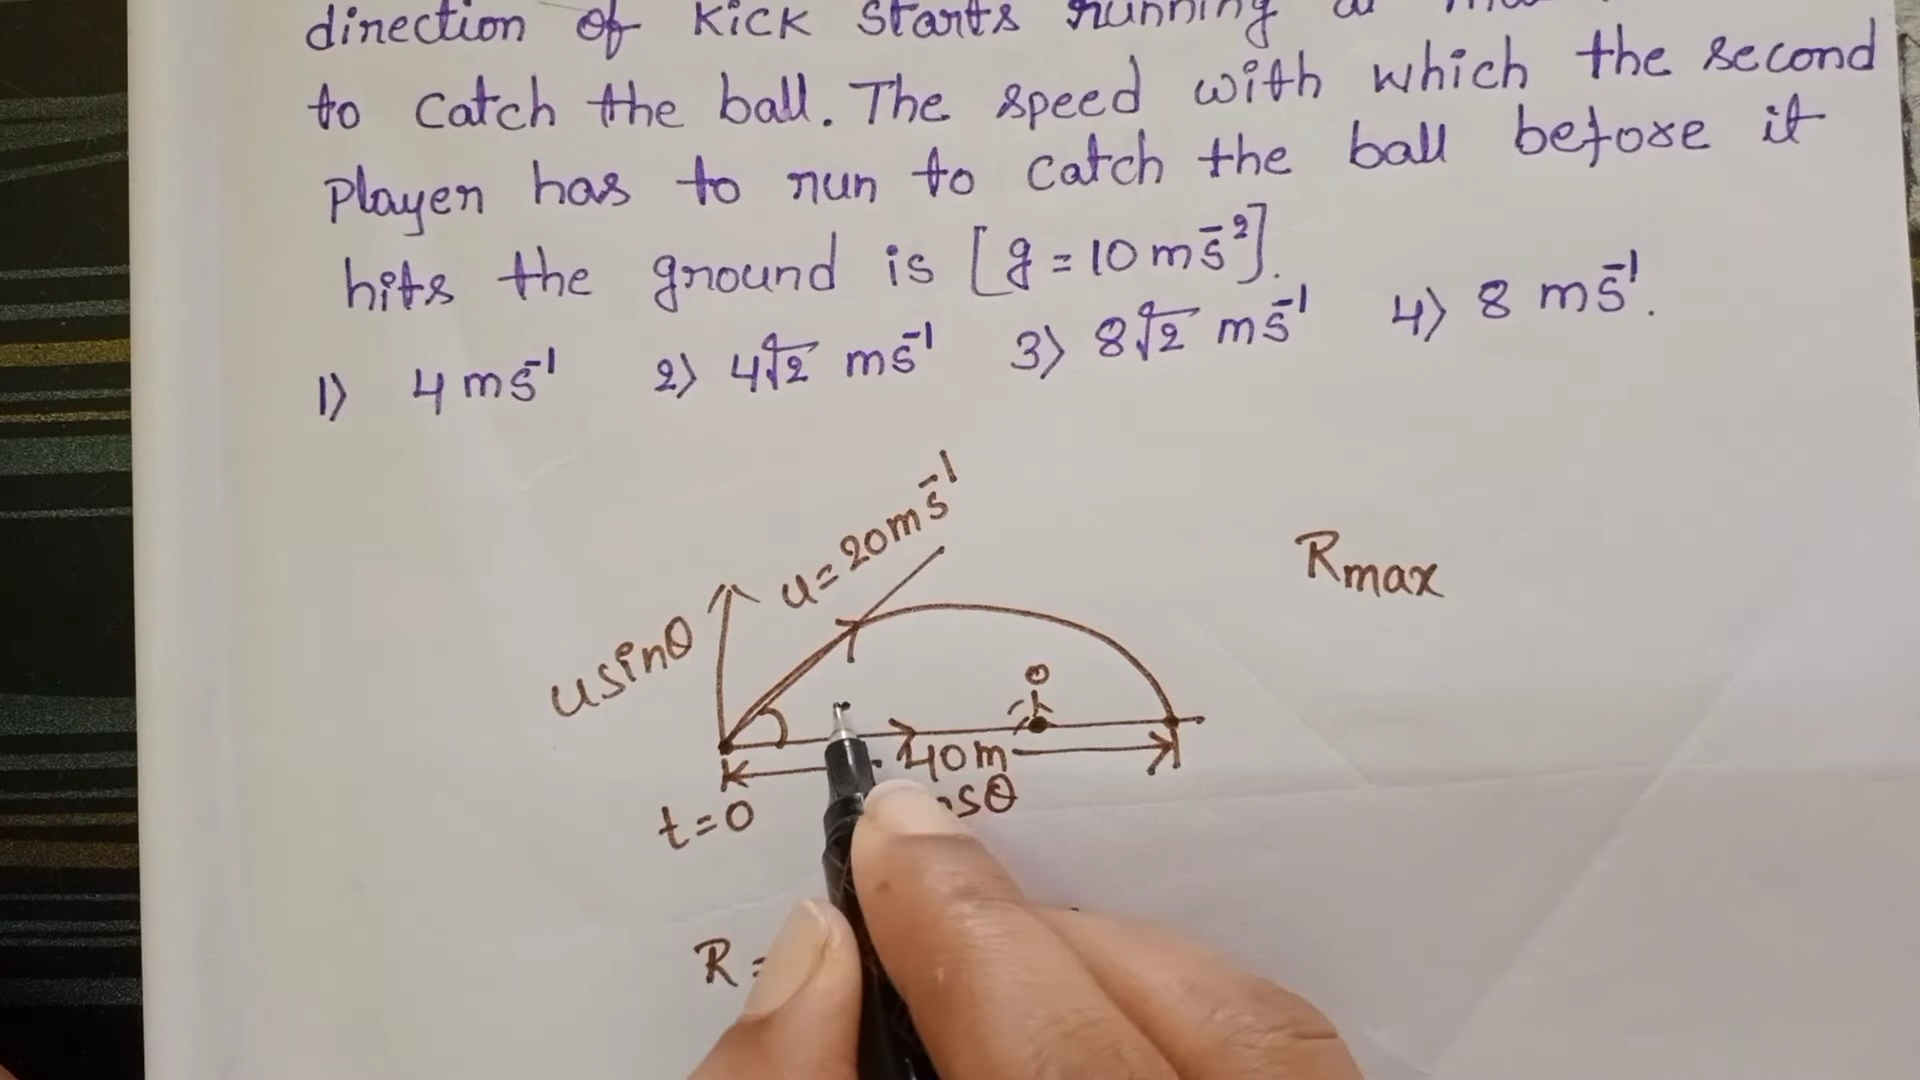 direction of kick starts running at
to catch the ball. The speed with which the second
Player has to run to catch the ball before it
hits the ground is [g = 10 ms̄²].
1) 4 ms̄¹ 2) 4√2 ms̄¹ 3) 8√2 ms̄¹ 4) 8 ms̄¹.
u = 20 ms̄¹
Rmax
usinθ
40m
t=0
R =